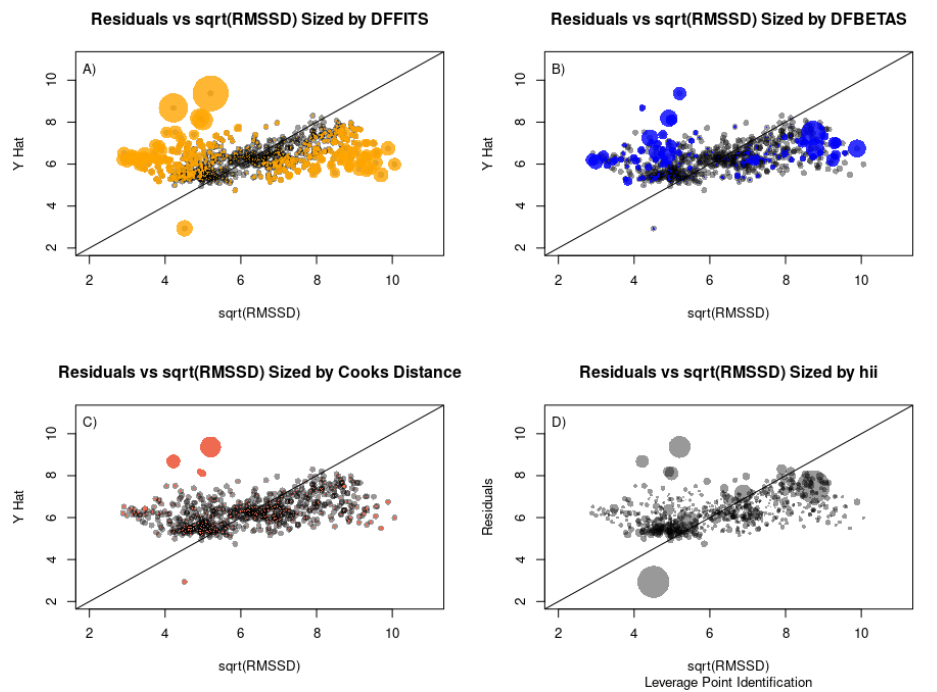 Residuals vs sqrt(RMSSD) Sized by DFFITS
A)
Y Hat
10
8
6
4
2
2 4 6 8 10
sqrt(RMSSD)
Residuals vs sqrt(RMSSD) Sized by DFBETAS
B)
Y Hat
10
8
6
4
2
2 4 6 8 10
sqrt(RMSSD)
Residuals vs sqrt(RMSSD) Sized by Cooks Distance
C)
Y Hat
10
8
6
4
2
2 4 6 8 10
sqrt(RMSSD)
Residuals vs sqrt(RMSSD) Sized by hii
D)
Residuals
10
8
6
4
2
2 4 6 8 10
sqrt(RMSSD)
Leverage Point Identification